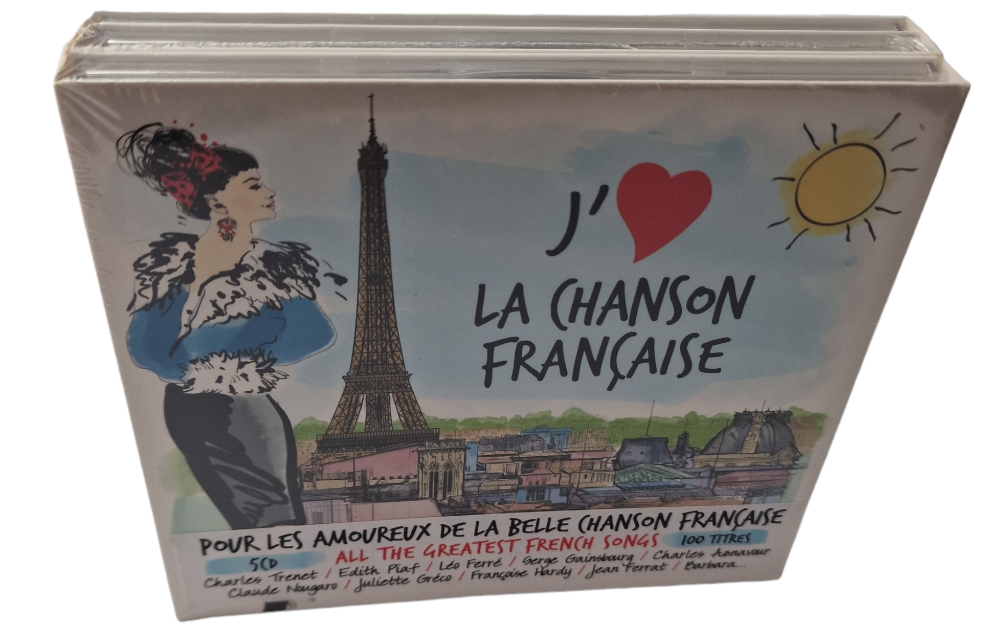 J'
LA CHANSON
FRANÇAISE
POUR LES AMOUREUX DE LA BELLE CHANSON FRANÇAISE
5CD ALL THE GREATEST FRENCH SONGS 100 TITRES
Charles Trenet / Edith Piaf / Léo Ferré / Serge Gainsbourg / Charles Aznavour
Claude Nougaro / Juliette Gréco / Françoise Hardy / Jean Ferrat / Barbara...